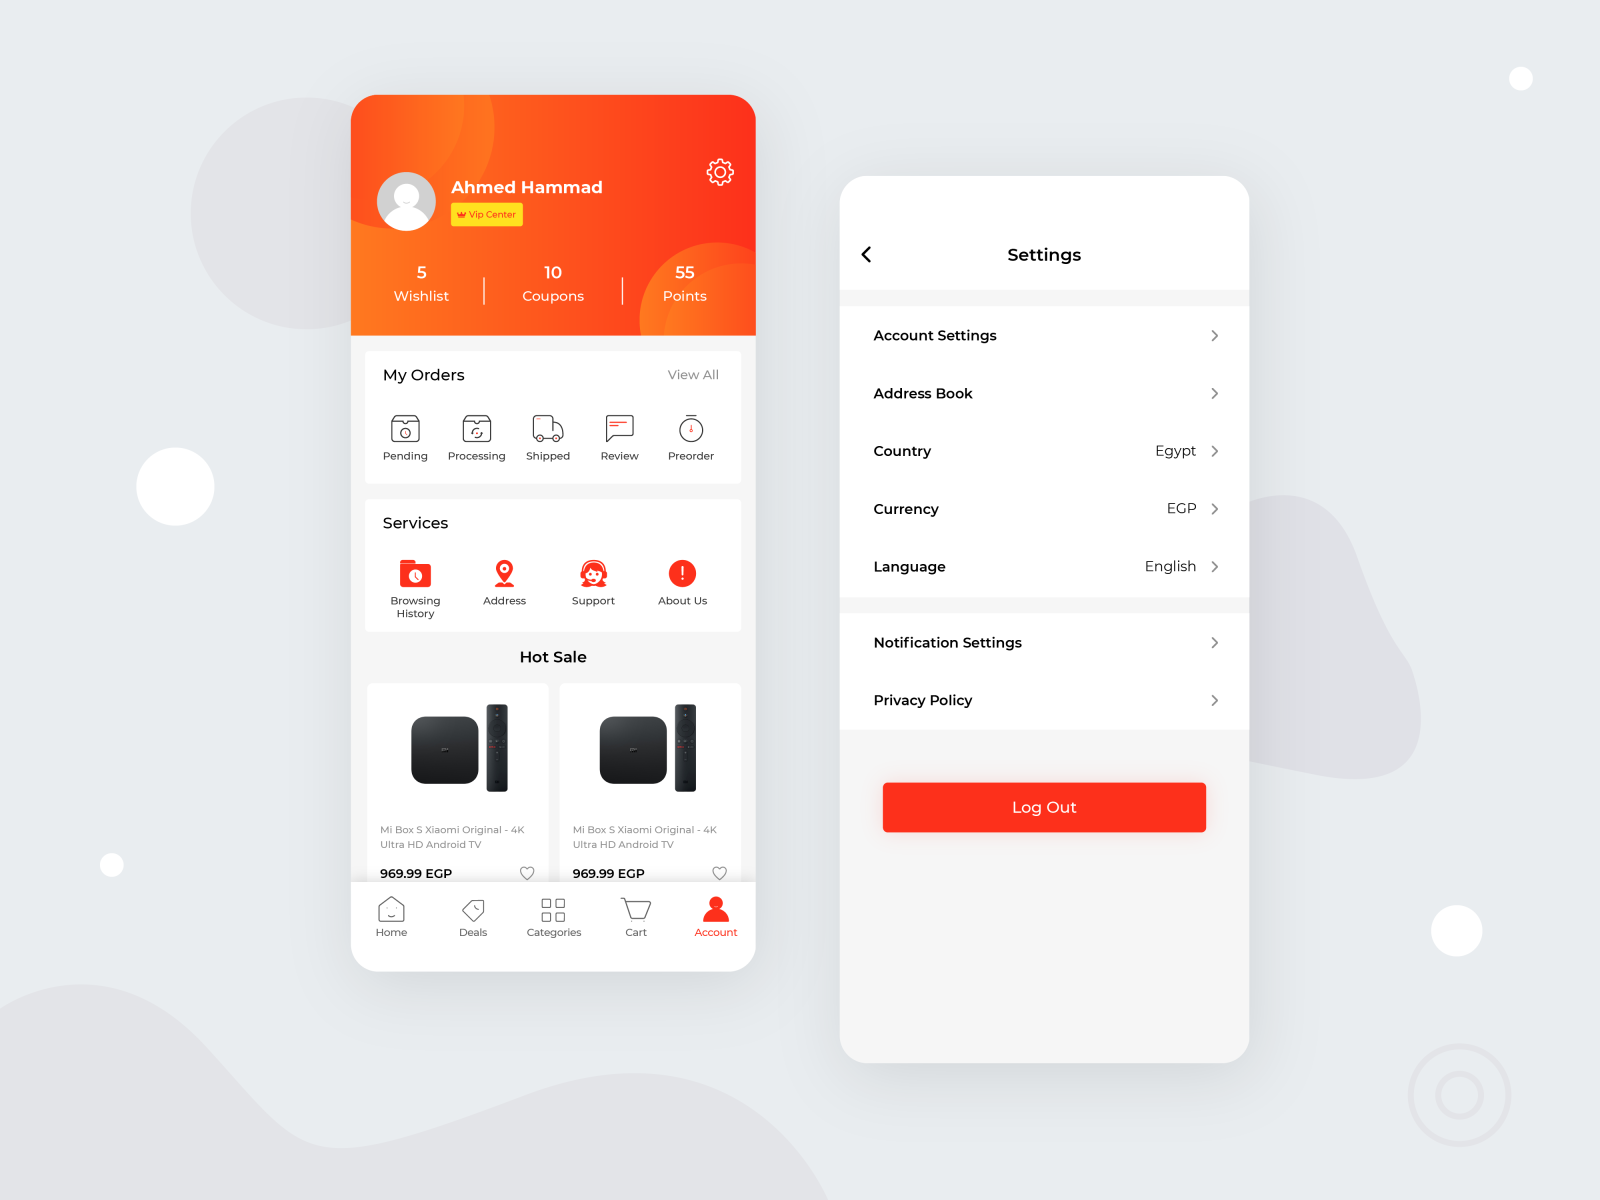 Ahmed Hammad
Vip Center
5
Wishlist
10
Coupons
55
Points
My Orders
View All
Pending
Processing
Shipped
Review
Preorder
Services
Browsing
History
Address
Support
About Us
Hot Sale
Mi Box S Xiaomi Original - 4K
Ultra HD Android TV
969.99 EGP
Mi Box S Xiaomi Original - 4K
Ultra HD Android TV
969.99 EGP
Home
Deals
Categories
Cart
Account
Settings
Account Settings
Address Book
Country
Egypt
Currency
EGP
Language
English
Notification Settings
Privacy Policy
Log Out